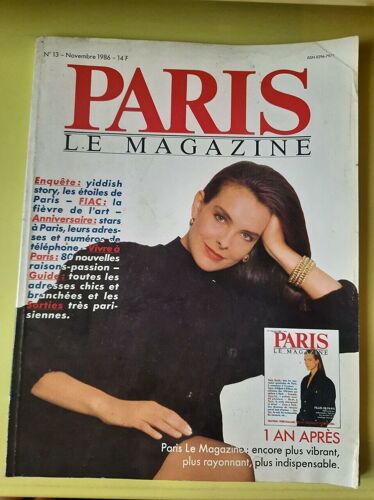 N° 13 – Novembre 1986 – 14 F
PARIS
LE MAGAZINE
Enquête : yiddish
story, les étoiles de
Paris – FIAC : la
fièvre de l'art –
Anniversaire : stars
à Paris, leurs adres-
ses et numéros de
téléphone – Vivre à
Paris : 80 nouvelles
raisons-passion –
Guide : toutes les
adresses chics et
branchées et les
sorties très pari-
siennes.
PARIS
LE MAGAZINE
1 AN APRÈS
Paris Le Magazine : encore plus vibrant,
plus rayonnant, plus indispensable.